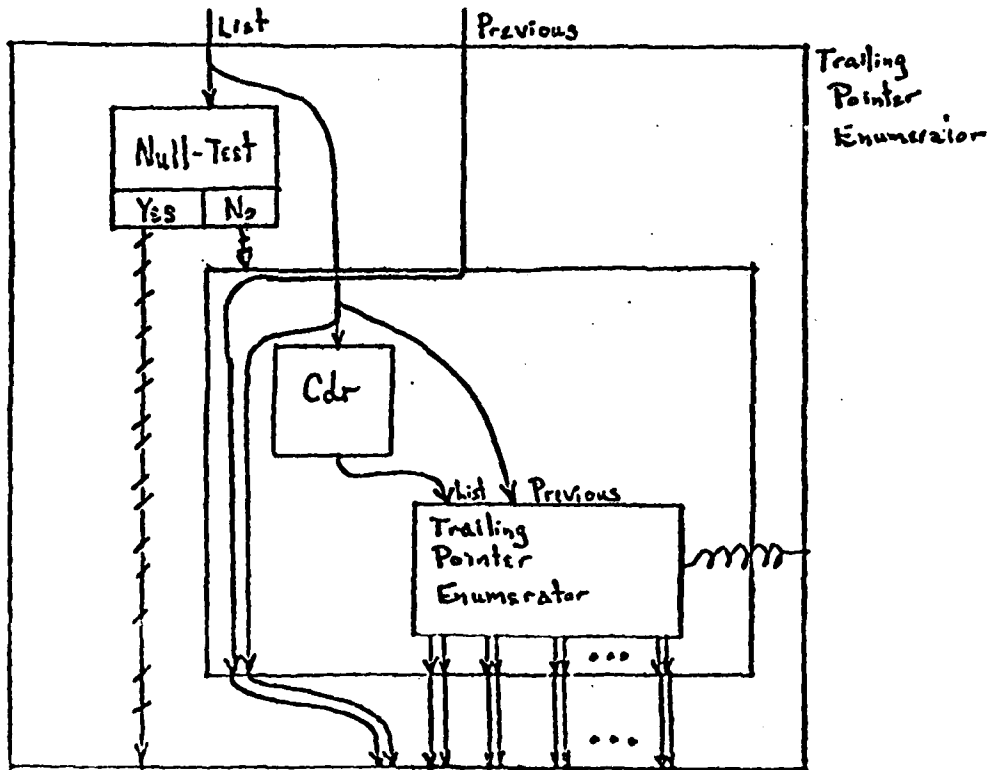 List
Previous
Trailing
Pointer
Enumerator
Null-Test
Yes
No
Cdr
List
Previous
Trailing
Pointer
Enumerator
...
...